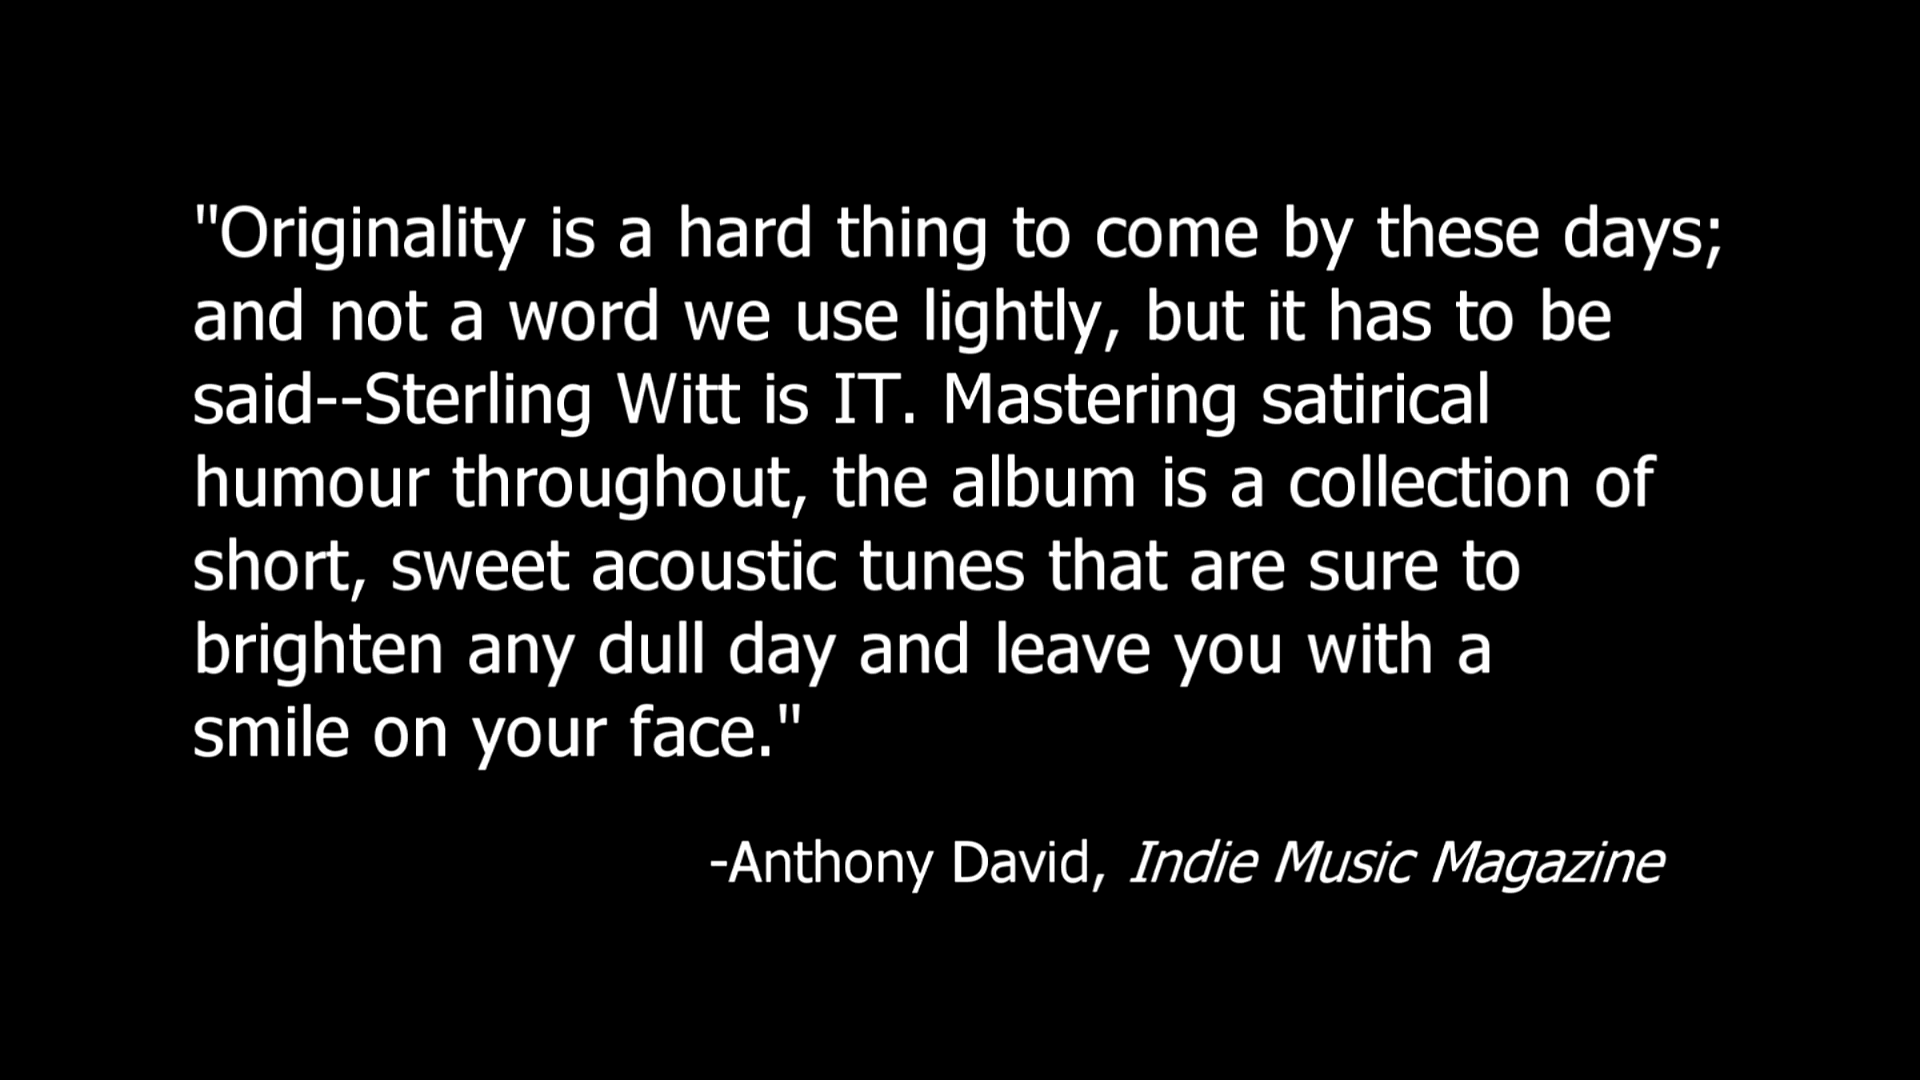 "Originality is a hard thing to come by these days;
and not a word we use lightly, but it has to be
said--Sterling Witt is IT. Mastering satirical
humour throughout, the album is a collection of
short, sweet acoustic tunes that are sure to
brighten any dull day and leave you with a
smile on your face."
-Anthony David, Indie Music Magazine